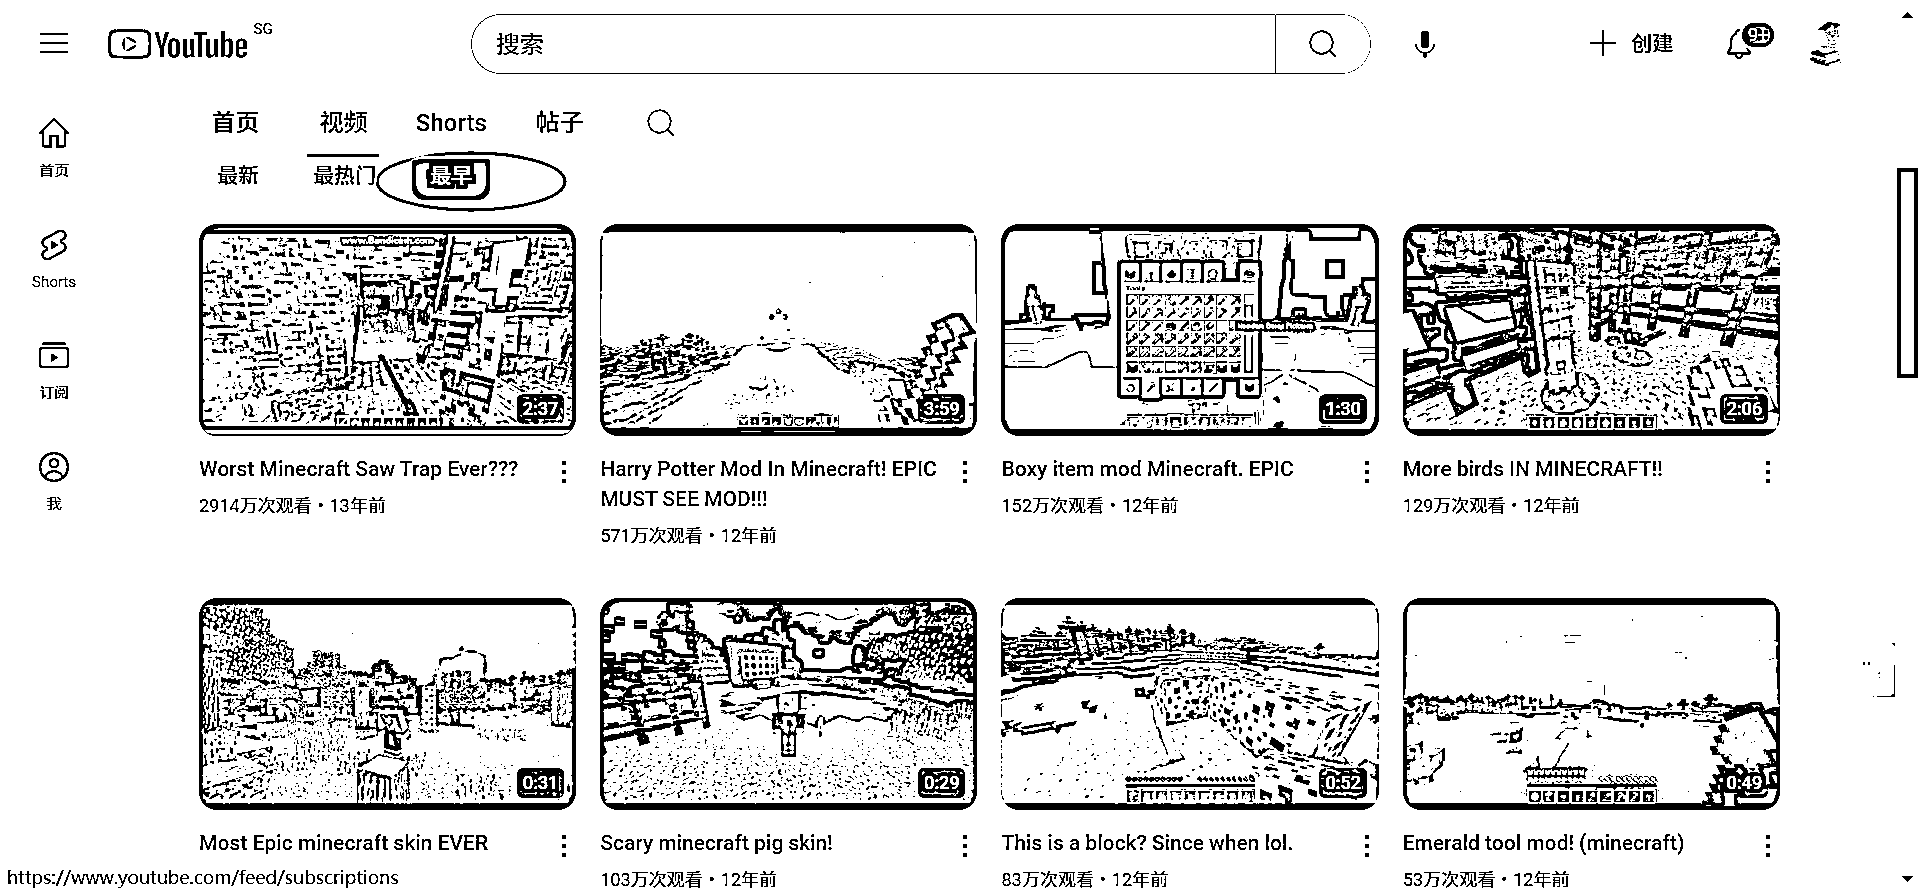 YouTube SG
搜索
创建
9+
首页
视频
Shorts
帖子
首页
最新
最热门
最早
Shorts
订阅
我
www.Bandicam.com
2:37
3:59
1:30
2:06
Worst Minecraft Saw Trap Ever???
2914万次观看・13年前
Harry Potter Mod In Minecraft! EPIC
MUST SEE MOD!!!
571万次观看・12年前
Boxy item mod Minecraft. EPIC
152万次观看・12年前
More birds IN MINECRAFT!!
129万次观看・12年前
0:31
0:29
0:52
0:49
Most Epic minecraft skin EVER
Scary minecraft pig skin!
103万次观看・12年前
This is a block? Since when lol.
83万次观看・12年前
Emerald tool mod! (minecraft)
53万次观看・12年前
https://www.youtube.com/feed/subscriptions